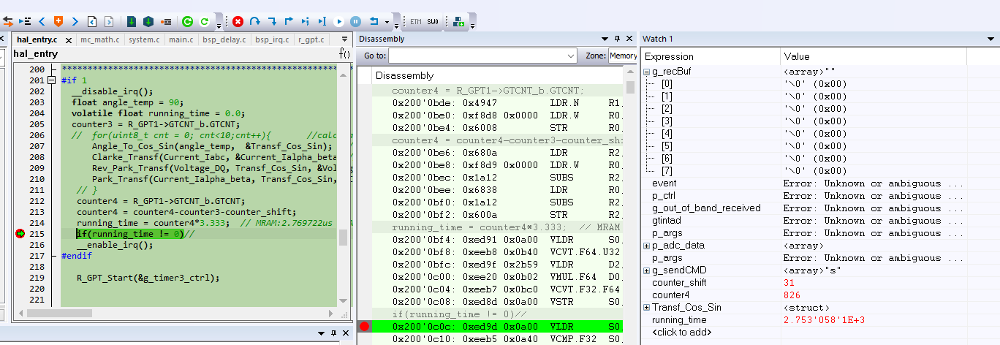 ETM SWO
hal_entry.c mc_math.c system.c main.c bsp_delay.c bsp_irq.c r_gpt.c
hal_entry f()
200 ******************************************************
201 #if 1
202 __disable_irq();
203 float angle_temp = 90;
204 volatile float running_time = 0.0;
205 counter3 = R_GPT1->GTCNT_b.GTCNT;
206 // for(uint8_t cnt = 0; cnt<10;cnt++){ //calc
207 Angle_To_Cos_Sin(angle_temp, &Transf_Cos_Sin); /
208 Clarke_Transf(Current_Iabc, &Current_Ialpha_beta
209 Rev_Park_Transf(Voltage_DQ, Transf_Cos_Sin, &Vol
210 Park_Transf(Current_Ialpha_beta, Transf_Cos_Sin,
211 // }
212 counter4 = R_GPT1->GTCNT_b.GTCNT;
213 counter4 = counter4-counter3-counter_shift;
214 running_time = counter4*3.333; // MRAM:2.769722us
215 if(running_time != 0)//
216 __enable_irq();
217 #endif
218
219 R_GPT_Start(&g_timer3_ctrl);
220
221
Disassembly
Go to: Zone: Memory
Disassembly
counter4 = R_GPT1->GTCNT_b.GTCNT;
0x200'0bde: 0x4947 LDR.N R1,
0x200'0be0: 0xf8d8 0x0000 LDR.W R0,
0x200'0be4: 0x6008 STR R0,
counter4 = counter4-counter3-counter_shi
0x200'0be6: 0x680a LDR R2,
0x200'0be8: 0xf8d9 0x0000 LDR.W R0,
0x200'0bec: 0x1a12 SUBS R2,
0x200'0bee: 0x6838 LDR R0,
0x200'0bf0: 0x1a12 SUBS R2,
0x200'0bf2: 0x600a STR R2,
running_time = counter4*3.333; // MRAM
0x200'0bf4: 0xed91 0x0a00 VLDR S0,
0x200'0bf8: 0xeeb8 0x0b40 VCVT.F64.U32
0x200'0bfc: 0xed9f 0x2b59 VLDR D2,
0x200'0c00: 0xee20 0x0b02 VMUL.F64 D0,
0x200'0c04: 0xeeb7 0x0bc0 VCVT.F32.F64
0x200'0c08: 0xed8d 0x0a00 VSTR S0,
if(running_time != 0)//
0x200'0c0c: 0xed9d 0x0a00 VLDR S0,
0x200'0c10: 0xeeb5 0x0a40 VCMP.F32 S0,
Watch 1
Expression Value
g_recBuf <array>""
[0] '\0' (0x00)
[1] '\0' (0x00)
[2] '\0' (0x00)
[3] '\0' (0x00)
[4] '\0' (0x00)
[5] '\0' (0x00)
[6] '\0' (0x00)
[7] '\0' (0x00)
event Error: Unknown or ambiguous ...
p_ctrl Error: Unknown or ambiguous ...
g_out_of_band_received Error: Unknown or ambiguous ...
gtintad Error: Unknown or ambiguous ...
p_args Error: Unknown or ambiguous ...
p_adc_data <array>
p_args Error: Unknown or ambiguous ...
g_sendCMD <array>"s"
counter_shift 31
counter4 826
Transf_Cos_Sin <struct>
running_time 2.753'058'1E+3
<click to add>